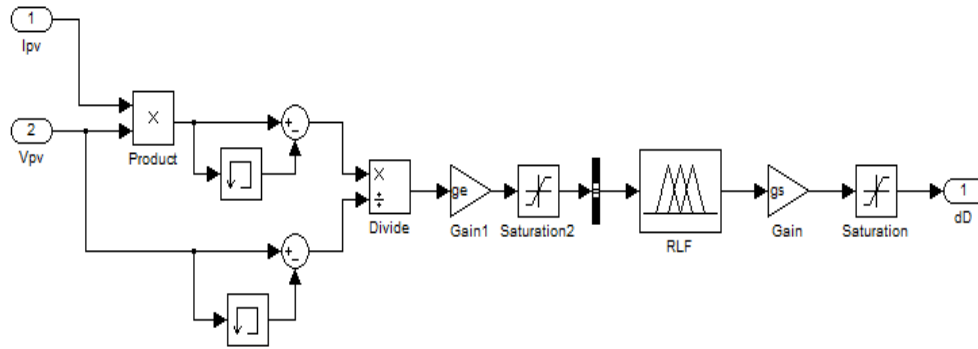 1
Ipv
2
Vpv
X
Product
+
−
+
−
X
÷
Divide
ge
Gain1
Saturation2
RLF
gs
Gain
Saturation
1
dD